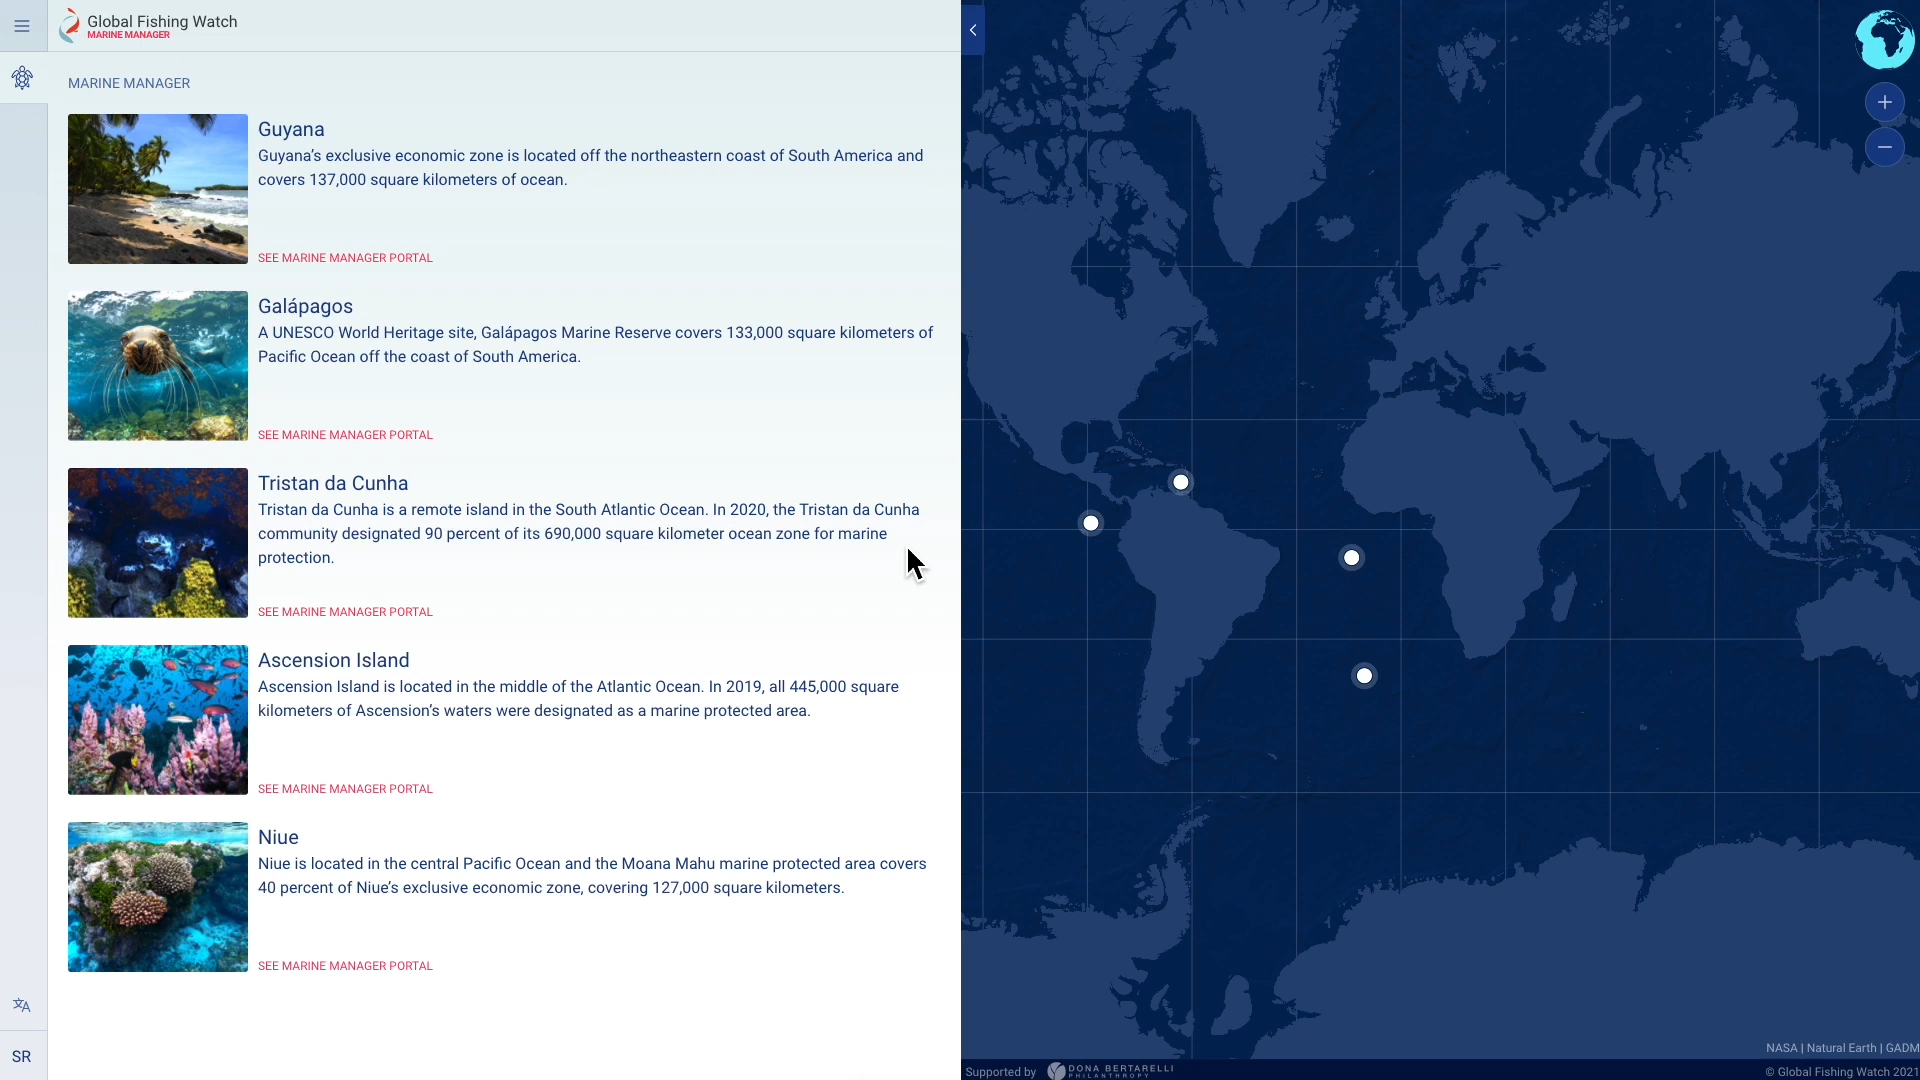 Global Fishing Watch
MARINE MANAGER
MARINE MANAGER
Guyana
Guyana’s exclusive economic zone is located off the northeastern coast of South America and
covers 137,000 square kilometers of ocean.
SEE MARINE MANAGER PORTAL
Galápagos
A UNESCO World Heritage site, Galápagos Marine Reserve covers 133,000 square kilometers of
Pacific Ocean off the coast of South America.
SEE MARINE MANAGER PORTAL
Tristan da Cunha
Tristan da Cunha is a remote island in the South Atlantic Ocean. In 2020, the Tristan da Cunha
community designated 90 percent of its 690,000 square kilometer ocean zone for marine
protection.
SEE MARINE MANAGER PORTAL
Ascension Island
Ascension Island is located in the middle of the Atlantic Ocean. In 2019, all 445,000 square
kilometers of Ascension’s waters were designated as a marine protected area.
SEE MARINE MANAGER PORTAL
Niue
Niue is located in the central Pacific Ocean and the Moana Mahu marine protected area covers
40 percent of Niue’s exclusive economic zone, covering 127,000 square kilometers.
SEE MARINE MANAGER PORTAL
文A
SR
NASA | Natural Earth | GADM
Supported by
DONA BERTARELLI
PHILANTHROPY
© Global Fishing Watch 2021